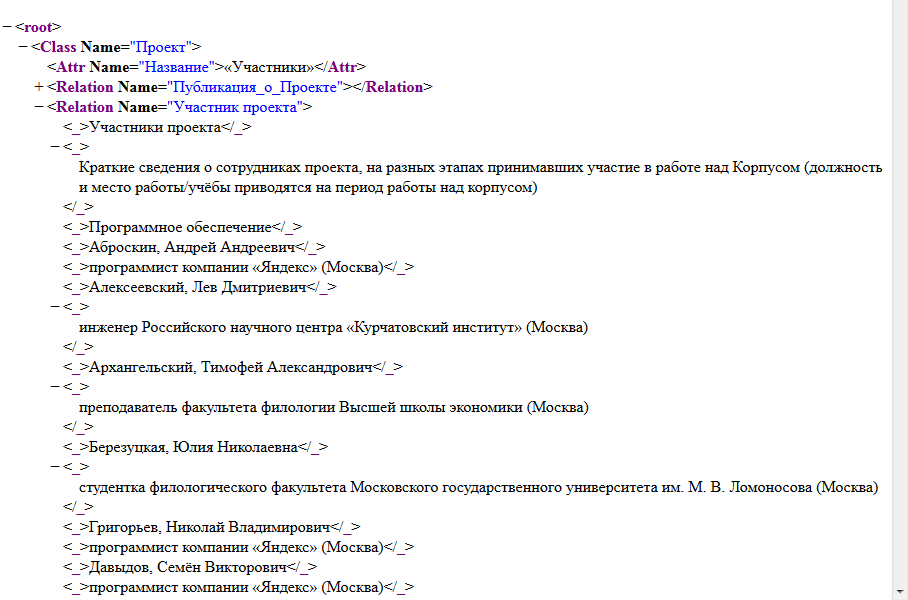 −<root>
−<Class Name="Проект">
<Attr Name="Название">«Участники»</Attr>
+<Relation Name="Публикация_о_Проекте"></Relation>
−<Relation Name="Участник проекта">
<_>Участники проекта</_>
−<_>
Краткие сведения о сотрудниках проекта, на разных этапах принимавших участие в работе над Корпусом (должность
и место работы/учёбы приводятся на период работы над корпусом)
</_>
<_>Программное обеспечение</_>
<_>Аброскин, Андрей Андреевич</_>
<_>программист компании «Яндекс» (Москва)</_>
<_>Алексеевский, Лев Дмитриевич</_>
−<_>
инженер Российского научного центра «Курчатовский институт» (Москва)
</_>
<_>Архангельский, Тимофей Александрович</_>
−<_>
преподаватель факультета филологии Высшей школы экономики (Москва)
</_>
<_>Березуцкая, Юлия Николаевна</_>
−<_>
студентка филологического факультета Московского государственного университета им. М. В. Ломоносова (Москва)
</_>
<_>Григорьев, Николай Владимирович</_>
<_>программист компании «Яндекс» (Москва)</_>
<_>Давыдов, Семён Викторович</_>
<_>программист компании «Яндекс» (Москва)</_>